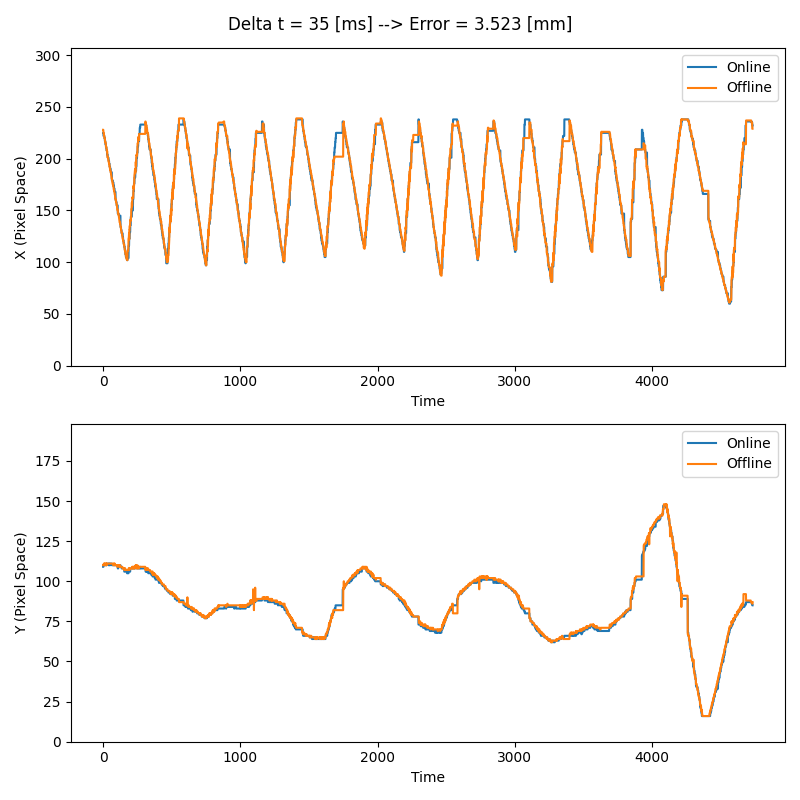 Delta t = 35 [ms] --> Error = 3.523 [mm]
300
250
200
150
100
50
0
X (Pixel Space)
Online
Offline
0
1000
2000
3000
4000
Time
175
150
125
100
75
50
25
0
Y (Pixel Space)
Online
Offline
0
1000
2000
3000
4000
Time